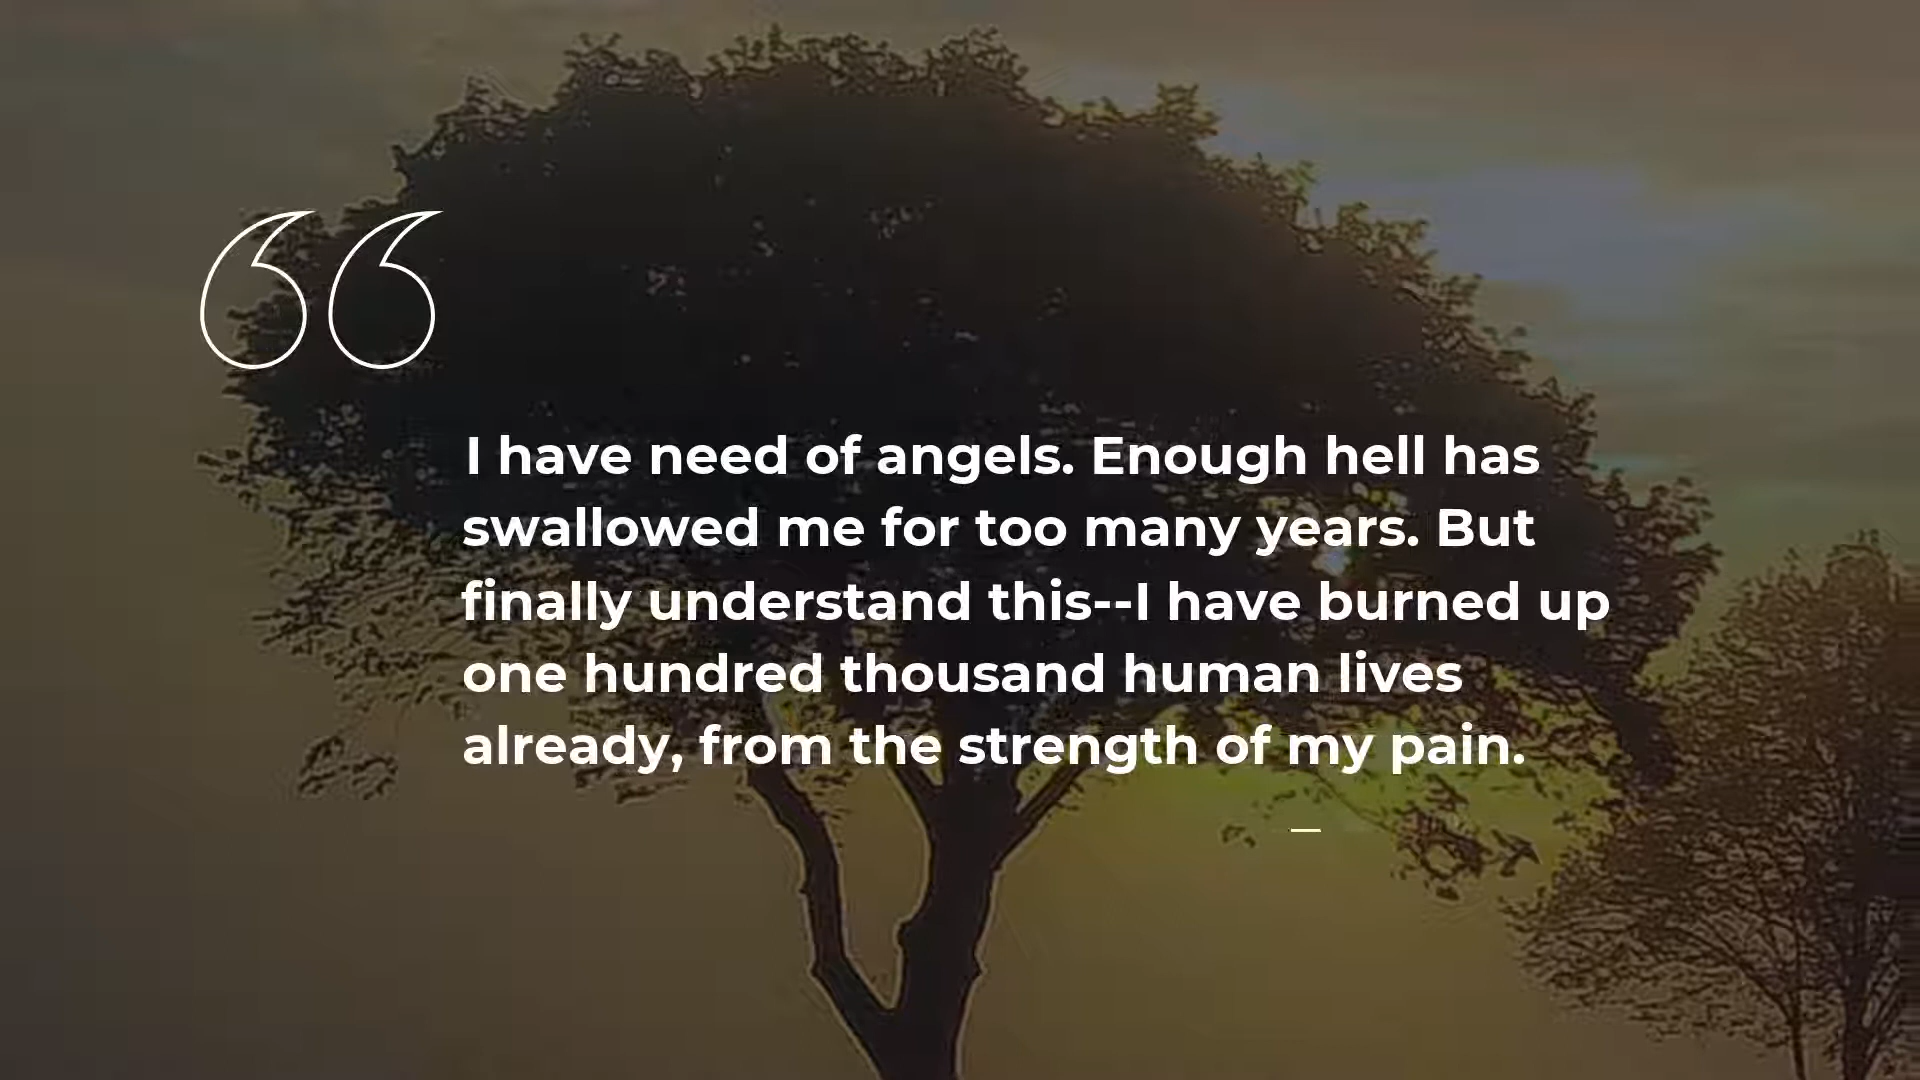 “
I have need of angels. Enough hell has
swallowed me for too many years. But
finally understand this--I have burned up
one hundred thousand human lives
already, from the strength of my pain.
—